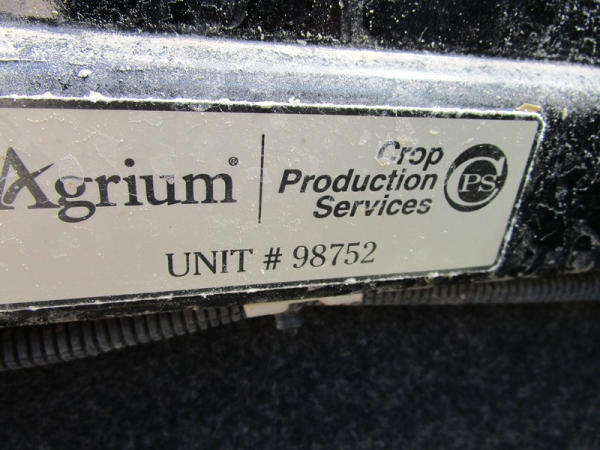 Agrium®
Crop
Production
Services
CPS
UNIT # 98752